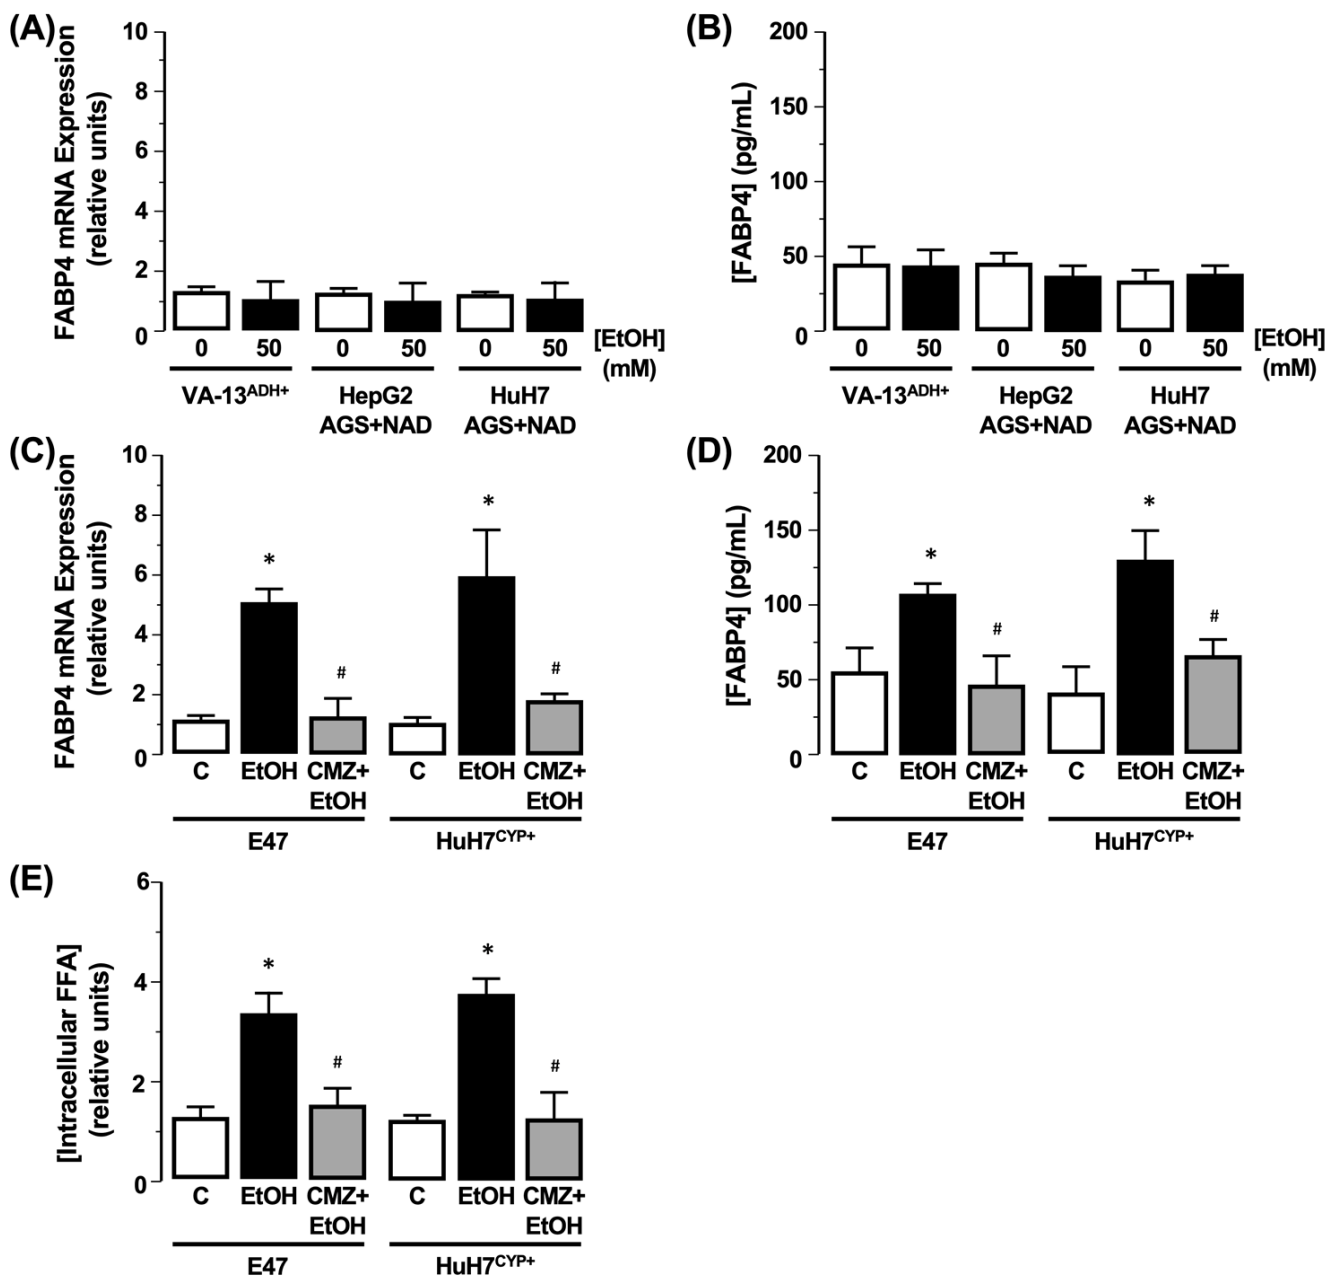 (A)
FABP4 mRNA Expression
(relative units)
10
8
6
4
2
0
0 50 0 50 0 50 [EtOH]
(mM)
VA-13ADH+ HepG2 HuH7
AGS+NAD AGS+NAD
(B)
[FABP4] (pg/mL)
200
150
100
50
0
0 50 0 50 0 50 [EtOH]
(mM)
VA-13ADH+ HepG2 HuH7
AGS+NAD AGS+NAD
(C)
FABP4 mRNA Expression
(relative units)
10
8
6
4
2
0
* # * #
C EtOH CMZ+ C EtOH CMZ+
EtOH EtOH
E47 HuH7CYP+
(D)
[FABP4] (pg/mL)
200
150
100
50
0
* # * #
C EtOH CMZ+ C EtOH CMZ+
EtOH EtOH
E47 HuH7CYP+
(E)
[Intracellular FFA]
(relative units)
6
4
2
0
* # * #
C EtOH CMZ+ C EtOH CMZ+
EtOH EtOH
E47 HuH7CYP+